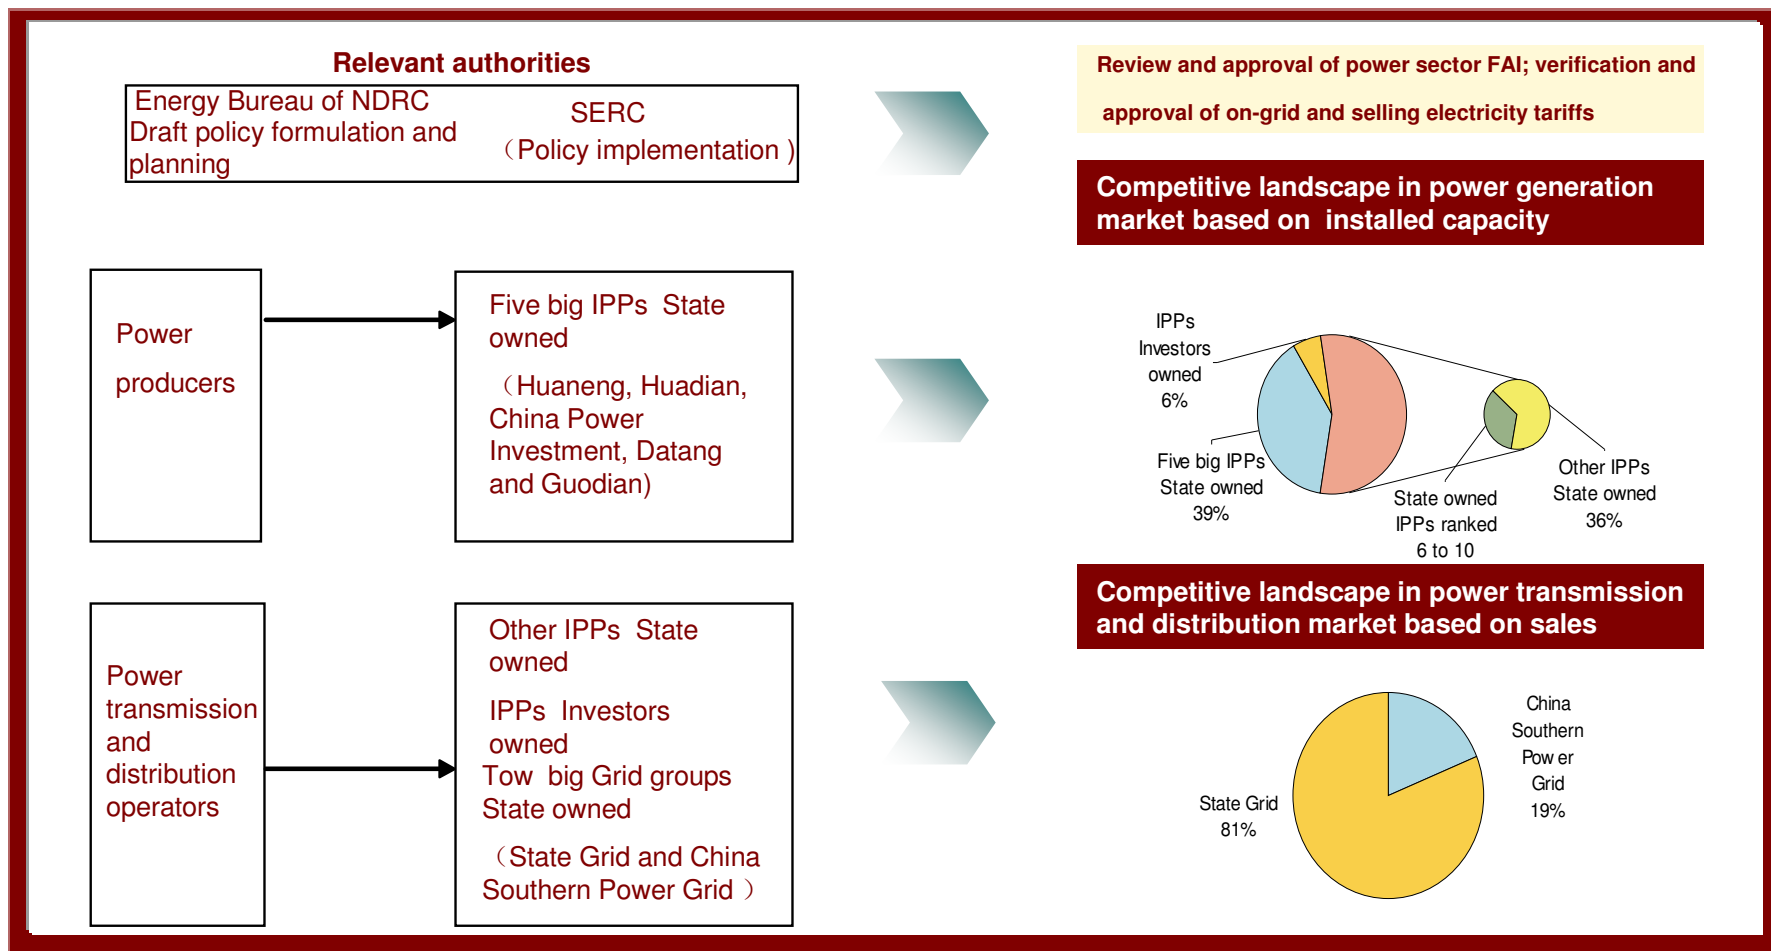 Relevant authorities
Energy Bureau of NDRC
Draft policy formulation and
planning
SERC
（Policy implementation )
Review and approval of power sector FAI; verification and
approval of on-grid and selling electricity tariffs
Competitive landscape in power generation
market based on installed capacity
Power
producers
Five big IPPs State
owned
（Huaneng, Huadian,
China Power
Investment, Datang
and Guodian)
IPPs
Investors
owned
6%
Five big IPPs
State owned
39%
State owned
IPPs ranked
6 to 10
Other IPPs
State owned
36%
Competitive landscape in power transmission
and distribution market based on sales
Power
transmission
and
distribution
operators
Other IPPs State
owned
IPPs Investors
owned
Tow big Grid groups
State owned
（State Grid and China
Southern Power Grid ）
State Grid
81%
China
Southern
Power
Grid
19%